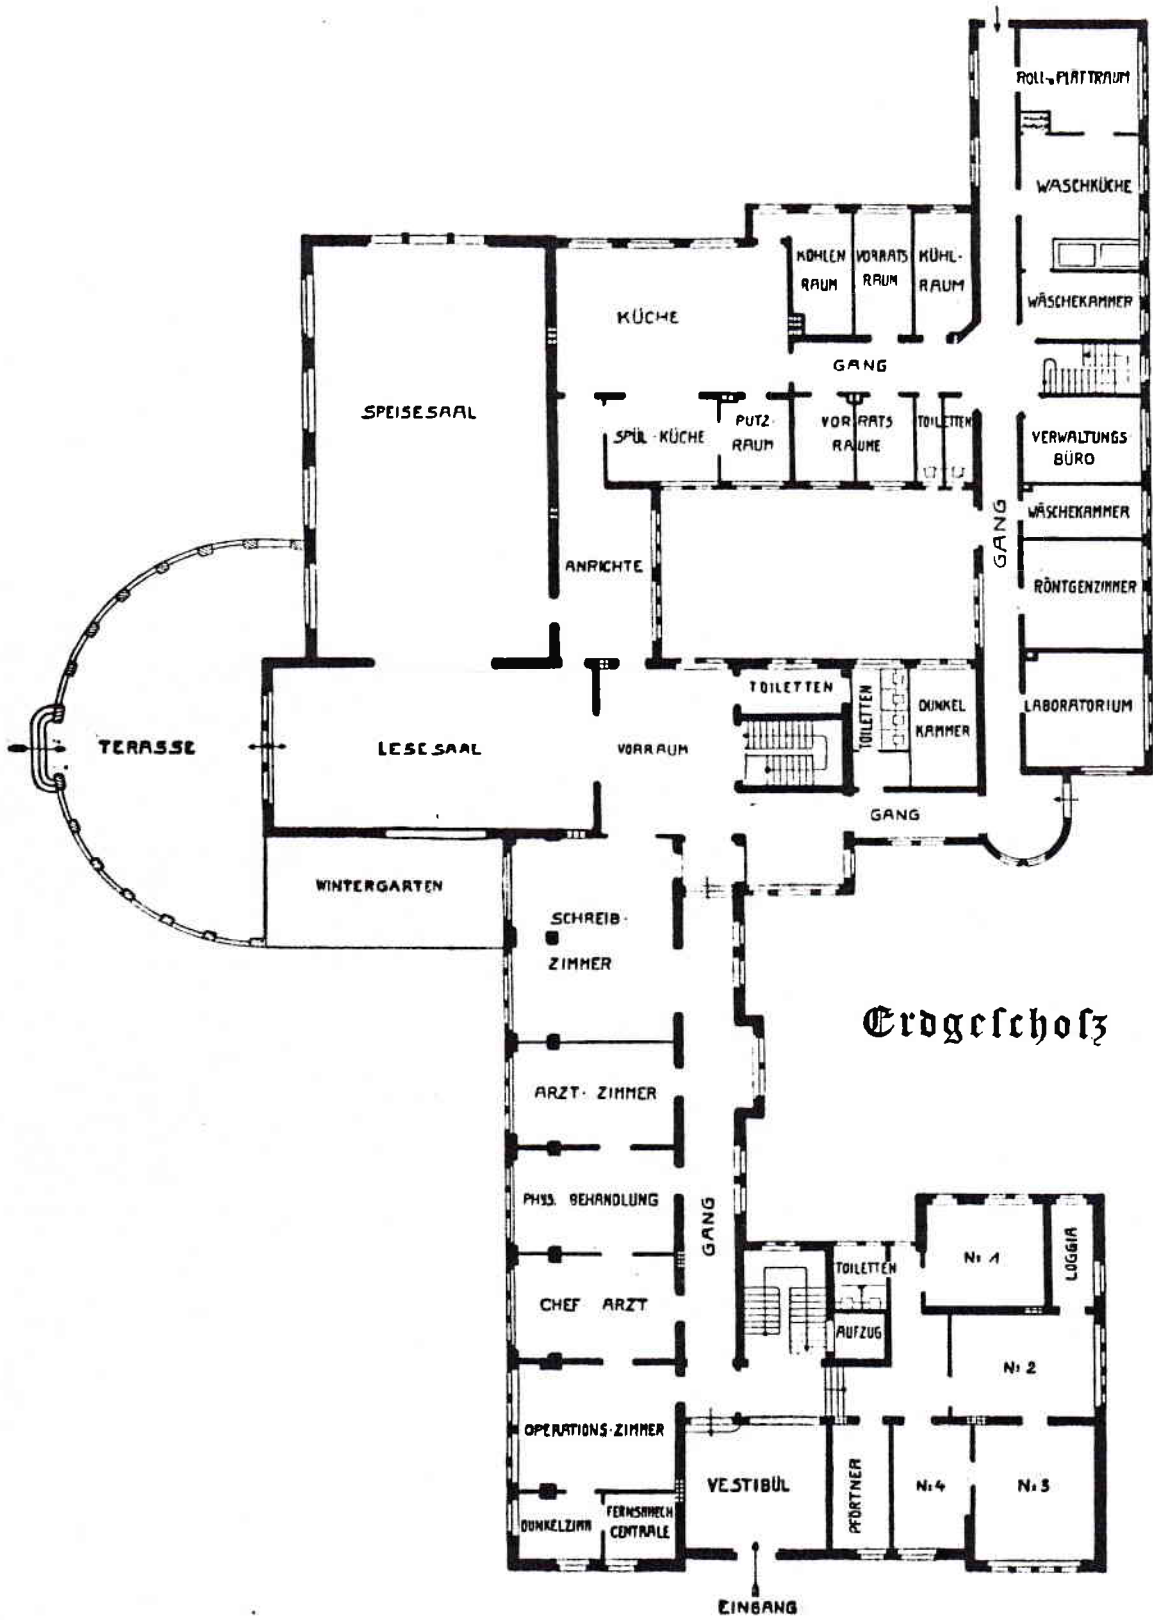 ROLL-u.PLÄTTRAUM
WASCHKÜCHE
WÄSCHEKAMMER
KOHLEN
RAUM
VORRATS
RAUM
KÜHL-
RAUM
KÜCHE
GANG
SPEISESAAL
SPÜL-KÜCHE
PUTZ-
RAUM
VORRATS
RAUME
TOILETTEN
VERWALTUNGS-
BÜRO
WÄSCHEKAMMER
GANG
ANRICHTE
RÖNTGENZIMMER
TOILETTEN
TOILETTEN
DUNKEL
KAMMER
LABORATORIUM
TERASSE
LESESAAL
VORRAUM
GANG
WINTERGARTEN
SCHREIB-
ZIMMER
Erdgeschoſz
ARZT-ZIMMER
PHYS. BEHANDLUNG
GANG
CHEF ARZT
TOILETTEN
AUFZUG
N: 1
LOGGIA
N: 2
OPERATIONS-ZIMMER
VESTIBÜL
PFÖRTNER
N: 4
N: 3
DUNKELZIMM
FERNSPRECH
CENTRALE
EINGANG